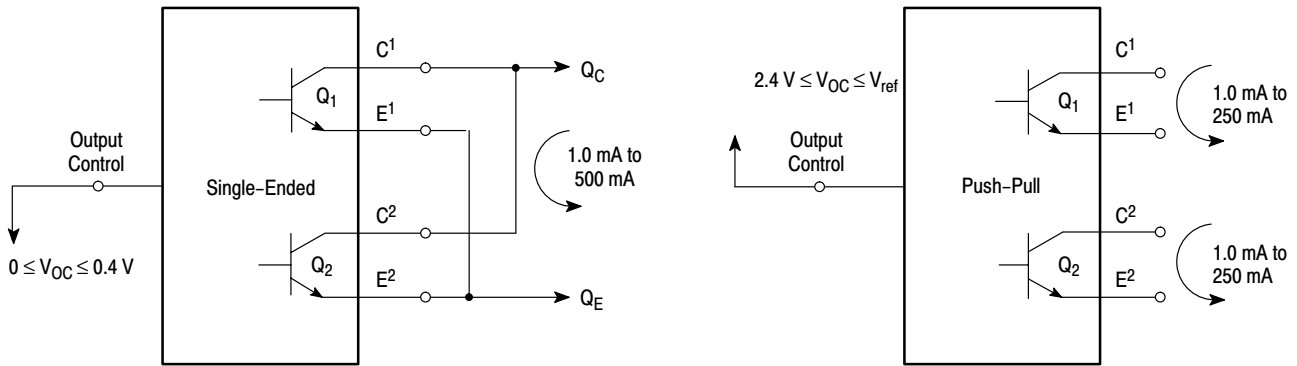 C¹
Q₁
E¹
Output
Control
Single–Ended
0 ≤ V_OC ≤ 0.4 V
C²
Q₂
E²
Q_C
1.0 mA to
500 mA
Q_E
2.4 V ≤ V_OC ≤ V_ref
Output
Control
Push–Pull
C¹
Q₁
E¹
1.0 mA to
250 mA
C²
Q₂
E²
1.0 mA to
250 mA